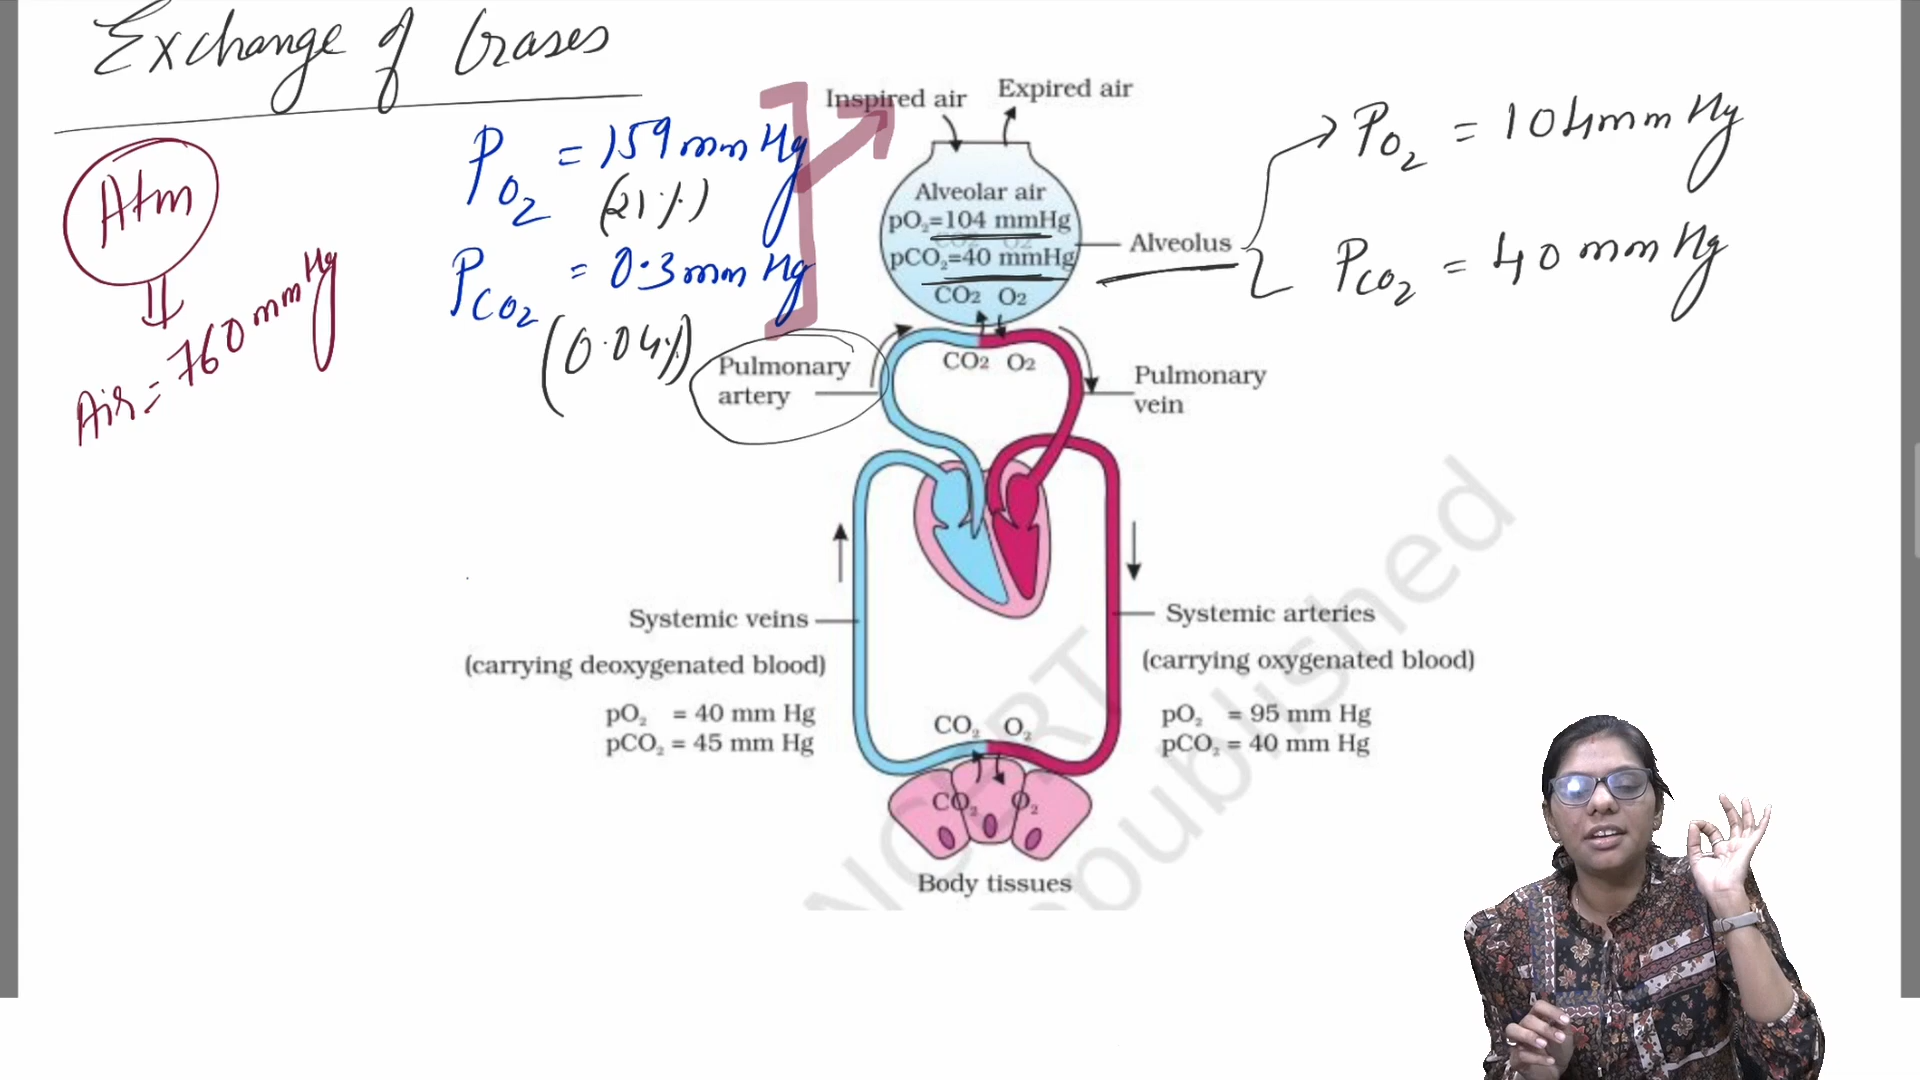 Exchange of Gases
Atm
Air = 760 mm Hg
PO2 = 159 mm Hg
(21%)
PCO2 = 0.3 mm Hg
(0.04%)
Inspired air
Expired air
Alveolar air
pO2=104 mmHg
pCO2=40 mmHg
CO2 O2
Alveolus
PO2 = 104 mm Hg
PCO2 = 40 mm Hg
Pulmonary
artery
CO2 O2
Pulmonary
vein
Systemic veins
(carrying deoxygenated blood)
pO2 = 40 mm Hg
pCO2 = 45 mm Hg
Systemic arteries
(carrying oxygenated blood)
pO2 = 95 mm Hg
pCO2 = 40 mm Hg
CO2 O2
CO2 O2
Body tissues
NCERT
published